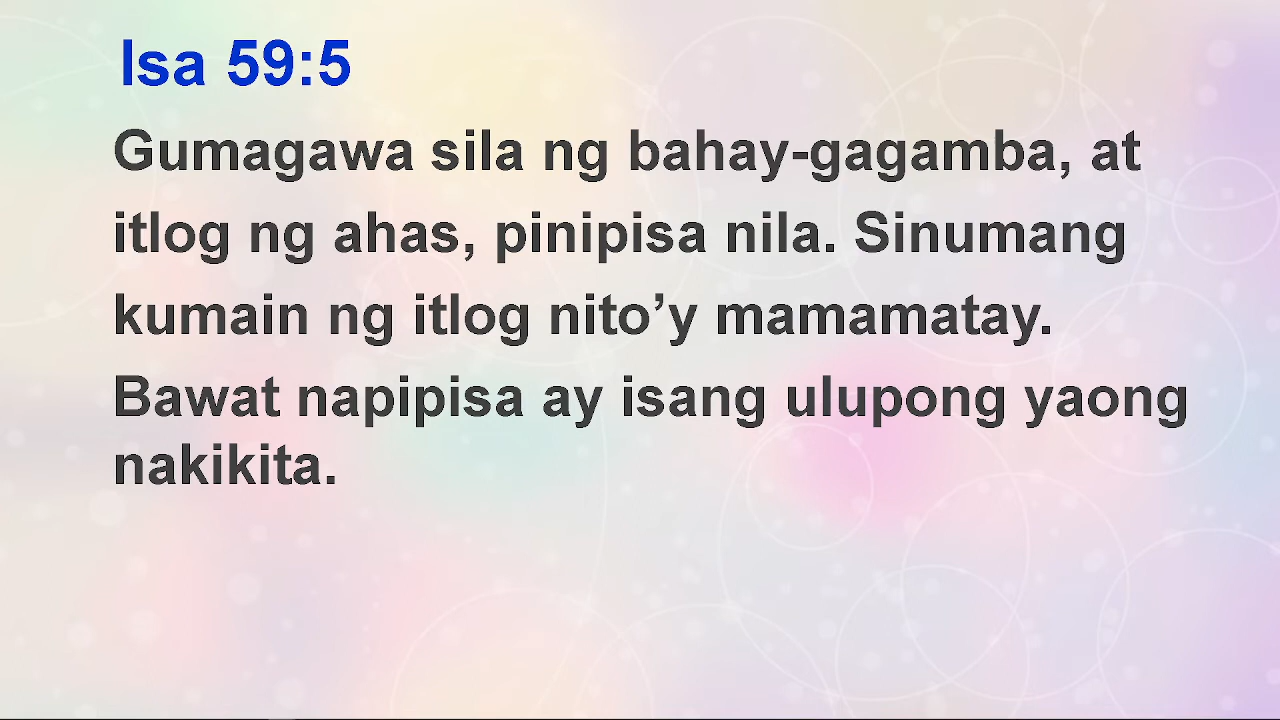 Isa 59:5
Gumagawa sila ng bahay-gagamba, at
itlog ng ahas, pinipisa nila. Sinumang
kumain ng itlog nito’y mamamatay.
Bawat napipisa ay isang ulupong yaong
nakikita.